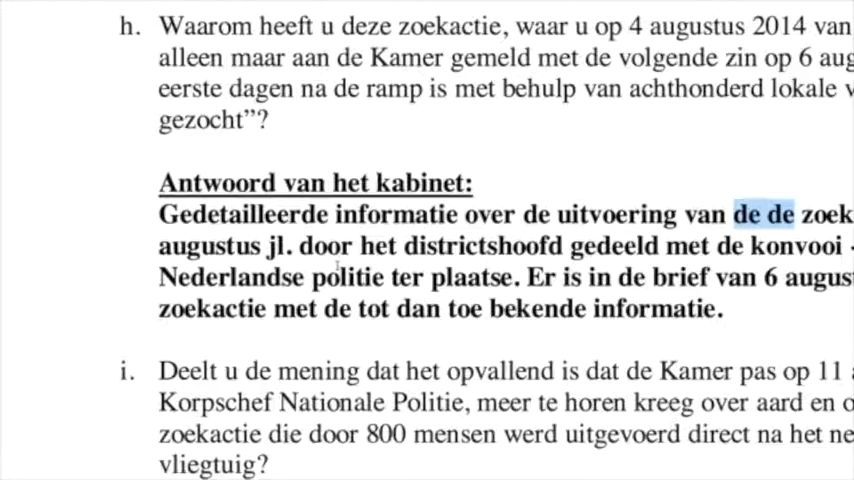 h. Waarom heeft u deze zoekactie, waar u op 4 augustus 2014 van
alleen maar aan de Kamer gemeld met de volgende zin op 6
eerste dagen na de ramp is met behulp van achthonderd lokale
gezocht”?
Antwoord van het kabinet:
Gedetailleerde informatie over de uitvoering van de de
augustus jl. door het districtshoofd gedeeld met de konvooi
Nederlandse politie ter plaatse. Er is in de brief van 6
zoekactie met de tot dan toe bekende informatie.
i. Deelt u de mening dat het opvallend is dat de Kamer pas op 11
Korpschef Nationale Politie, meer te horen kreeg over aard en
zoekactie die door 800 mensen werd uitgevoerd direct na het
vliegtuig?